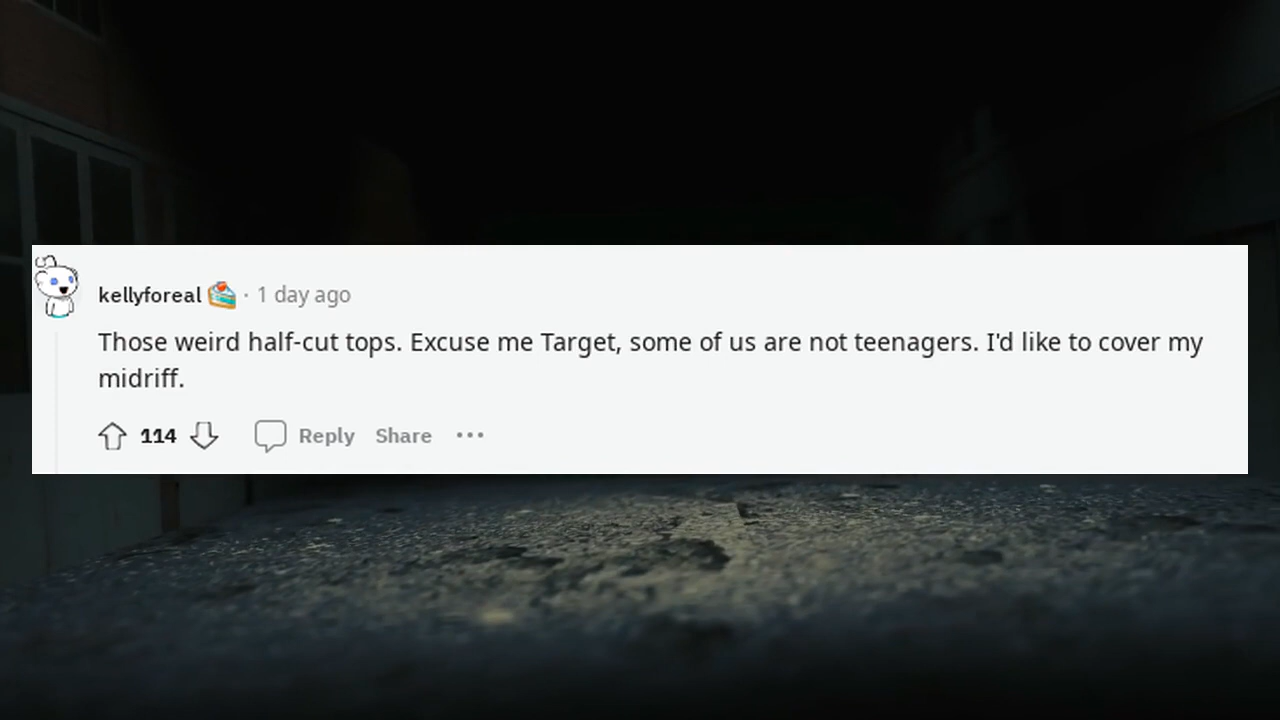 kellyforeal · 1 day ago
Those weird half-cut tops. Excuse me Target, some of us are not teenagers. I'd like to cover my
midriff.
114 Reply Share •••